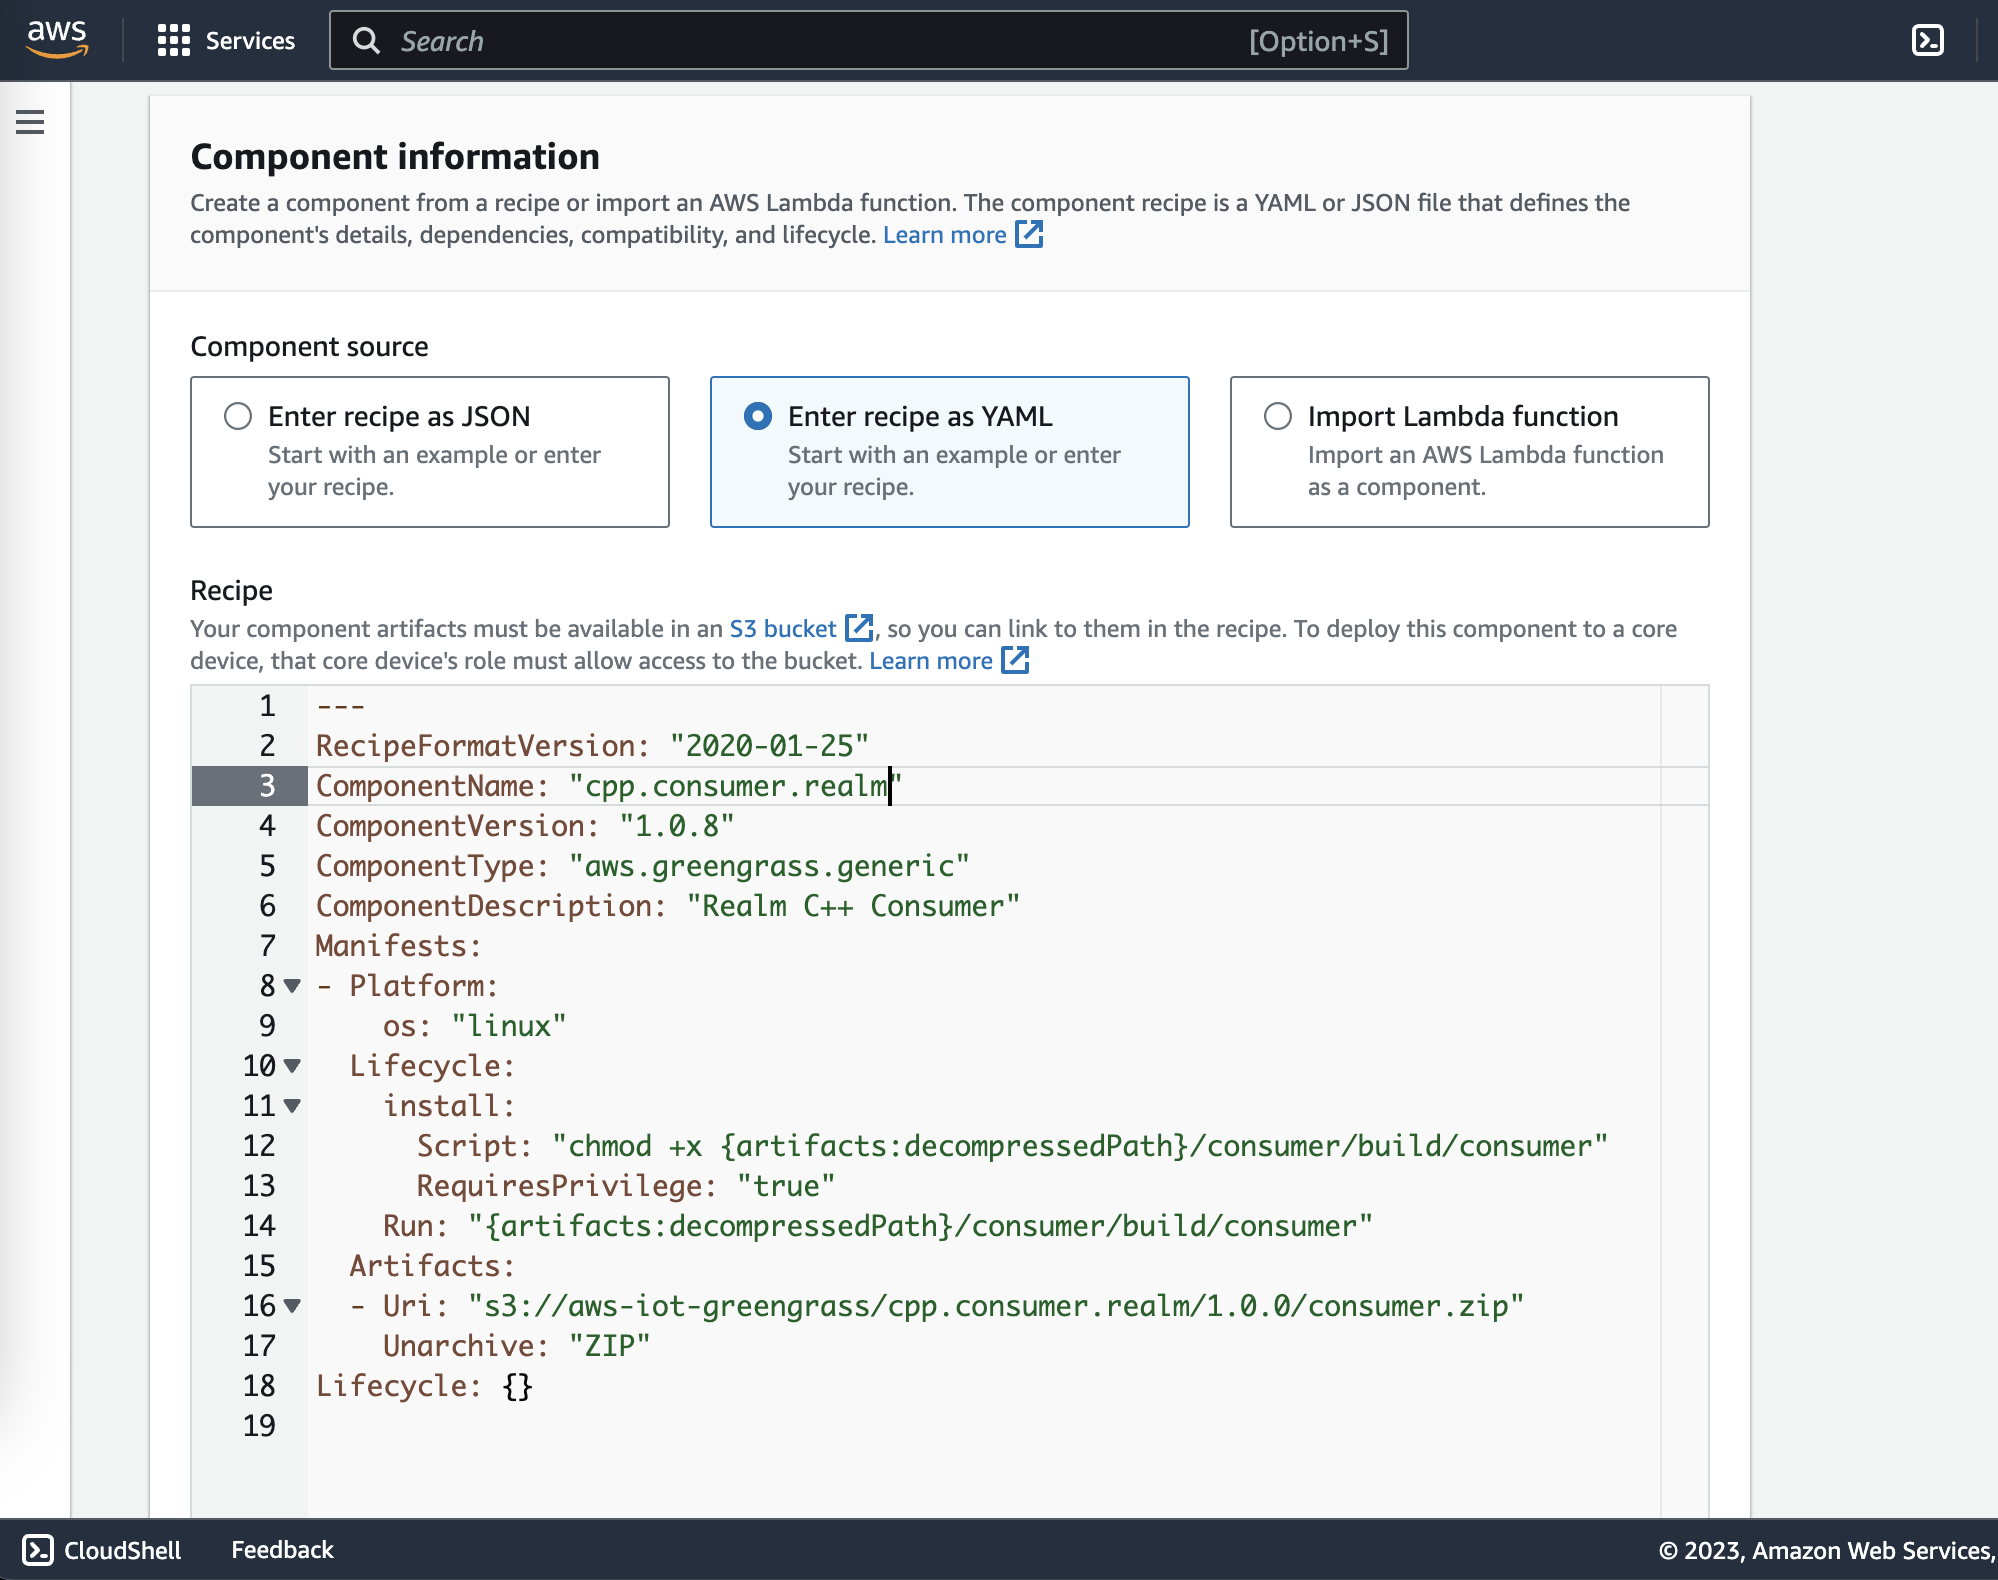 aws
Services
Search
[Option+S]
Component information
Create a component from a recipe or import an AWS Lambda function. The component recipe is a YAML or JSON file that defines the
component's details, dependencies, compatibility, and lifecycle. Learn more
Component source
Enter recipe as JSON
Start with an example or enter
your recipe.
Enter recipe as YAML
Start with an example or enter
your recipe.
Import Lambda function
Import an AWS Lambda function
as a component.
Recipe
Your component artifacts must be available in an S3 bucket , so you can link to them in the recipe. To deploy this component to a core
device, that core device's role must allow access to the bucket. Learn more
1 ---
2 RecipeFormatVersion: "2020-01-25"
3 ComponentName: "cpp.consumer.realm"
4 ComponentVersion: "1.0.8"
5 ComponentType: "aws.greengrass.generic"
6 ComponentDescription: "Realm C++ Consumer"
7 Manifests:
8 - Platform:
9 os: "linux"
10 Lifecycle:
11 install:
12 Script: "chmod +x {artifacts:decompressedPath}/consumer/build/consumer"
13 RequiresPrivilege: "true"
14 Run: "{artifacts:decompressedPath}/consumer/build/consumer"
15 Artifacts:
16 - Uri: "s3://aws-iot-greengrass/cpp.consumer.realm/1.0.0/consumer.zip"
17 Unarchive: "ZIP"
18 Lifecycle: {}
19
CloudShell
Feedback
© 2023, Amazon Web Services,